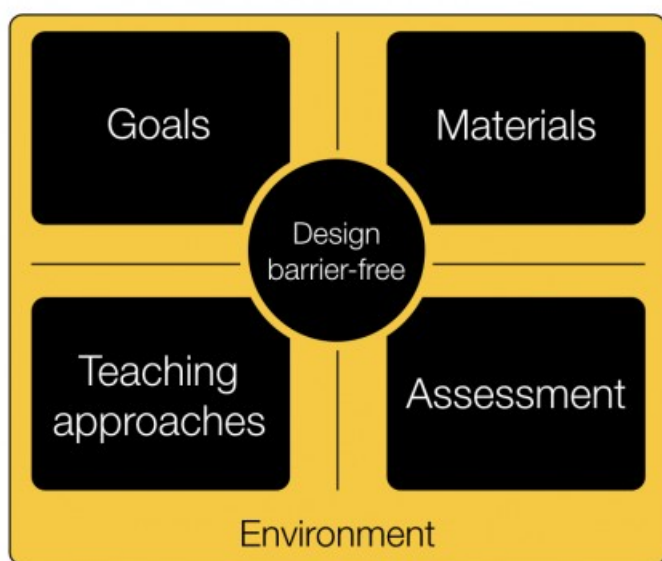 Goals
Materials
Design
barrier-free
Teaching
approaches
Assessment
Environment